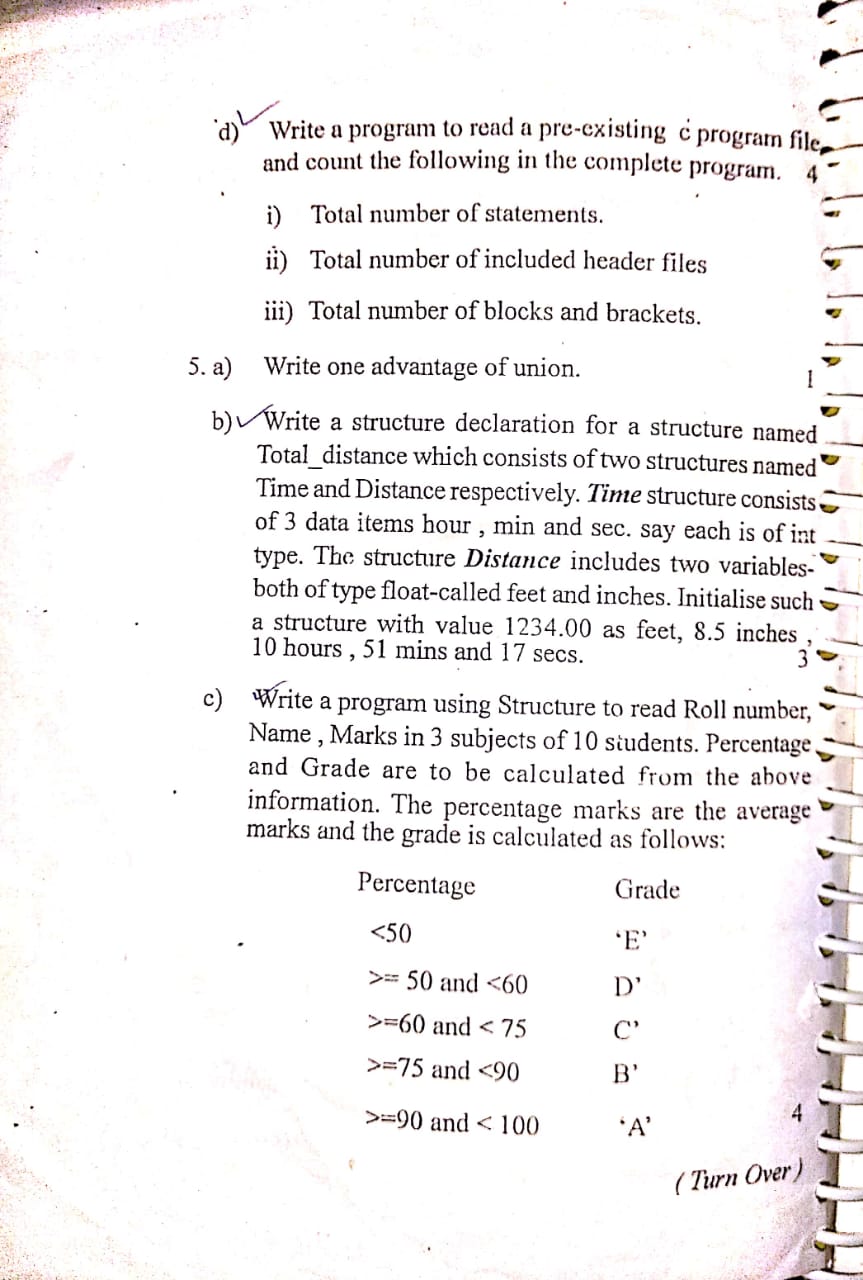 d) Write a program to read a pre-existing c program file,
and count the following in the complete program. 4
i) Total number of statements.
ii) Total number of included header files
iii) Total number of blocks and brackets.
5. a) Write one advantage of union. 1
b) Write a structure declaration for a structure named
Total_distance which consists of two structures named
Time and Distance respectively. Time structure consists
of 3 data items hour , min and sec. say each is of int
type. The structure Distance includes two variables-
both of type float-called feet and inches. Initialise such
a structure with value 1234.00 as feet, 8.5 inches ,
10 hours , 51 mins and 17 secs. 3
c) Write a program using Structure to read Roll number,
Name , Marks in 3 subjects of 10 students. Percentage
and Grade are to be calculated from the above
information. The percentage marks are the average
marks and the grade is calculated as follows:
Percentage Grade
<50 ‘E’
>= 50 and <60 D’
>=60 and < 75 C’
>=75 and <90 B’
>=90 and < 100 ‘A’ 4
( Turn Over )